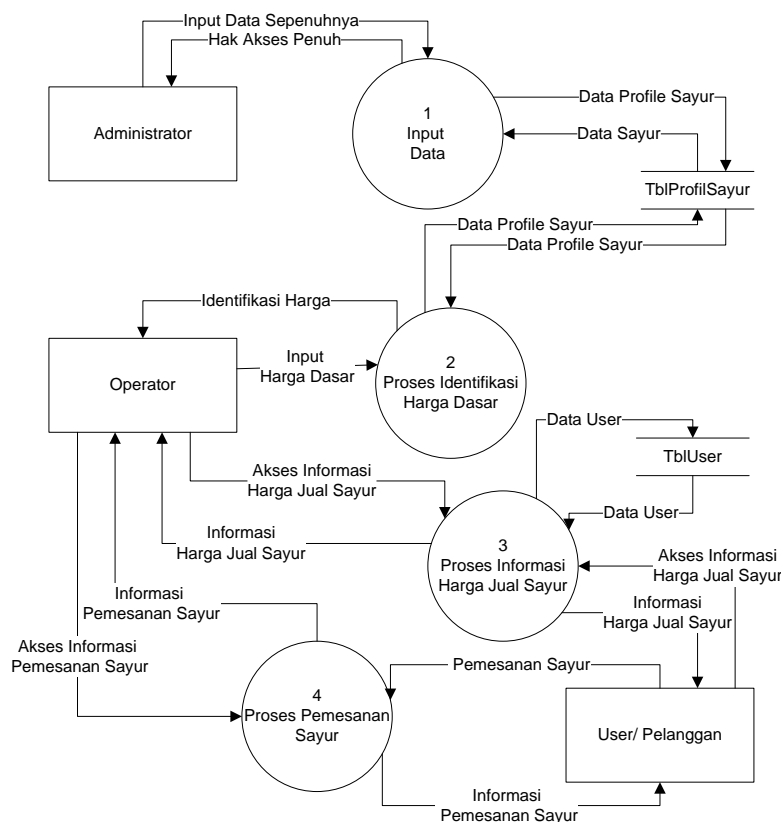 Input Data Sepenuhnya
Hak Akses Penuh
Administrator
1
Input
Data
Data Profile Sayur
Data Sayur
TblProfilSayur
Data Profile Sayur
Data Profile Sayur
Identifikasi Harga
Operator
Input
Harga Dasar
2
Proses Identifikasi
Harga Dasar
Data User
TblUser
Data User
Akses Informasi
Harga Jual Sayur
Informasi
Harga Jual Sayur
3
Proses Informasi
Harga Jual Sayur
Akses Informasi
Harga Jual Sayur
Informasi
Harga Jual Sayur
Informasi
Pemesanan Sayur
Akses Informasi
Pemesanan Sayur
4
Proses Pemesanan
Sayur
Pemesanan Sayur
User/ Pelanggan
Informasi
Pemesanan Sayur